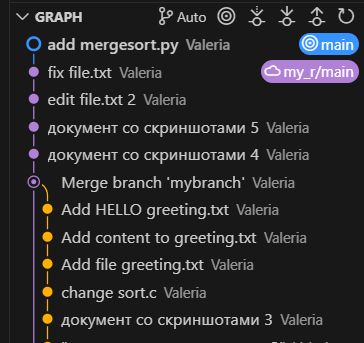 GRAPH Auto
add mergesort.py Valeria main
fix file.txt Valeria my_r/main
edit file.txt 2 Valeria
документ со скриншотами 5 Valeria
документ со скриншотами 4 Valeria
Merge branch 'mybranch' Valeria
Add HELLO greeting.txt Valeria
Add content to greeting.txt Valeria
Add file greeting.txt Valeria
change sort.c Valeria
документ со скриншотами 3 Valeria